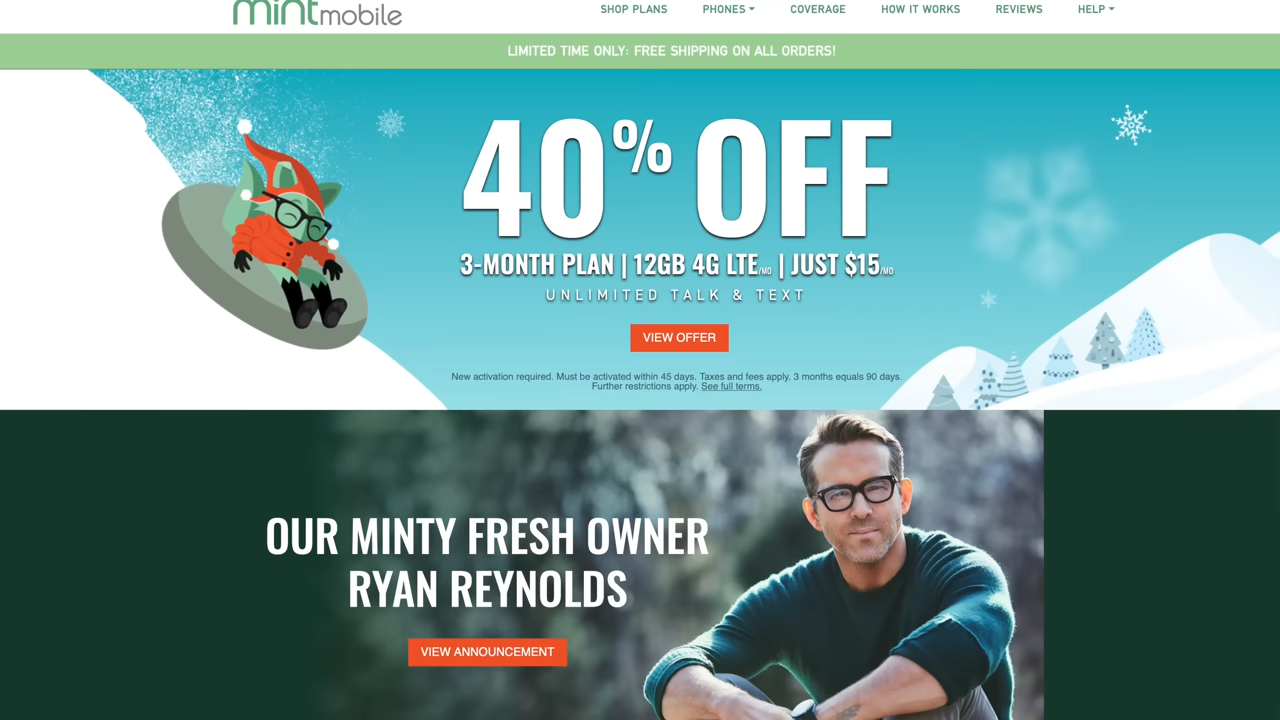 mintmobile
SHOP PLANS PHONES COVERAGE HOW IT WORKS REVIEWS HELP
LIMITED TIME ONLY: FREE SHIPPING ON ALL ORDERS!
40% OFF
3-MONTH PLAN | 12GB 4G LTE/MO | JUST $15/MO
UNLIMITED TALK & TEXT
VIEW OFFER
New activation required. Must be activated within 45 days. Taxes and fees apply. 3 months equals 90 days.
Further restrictions apply. See full terms.
OUR MINTY FRESH OWNER
RYAN REYNOLDS
VIEW ANNOUNCEMENT